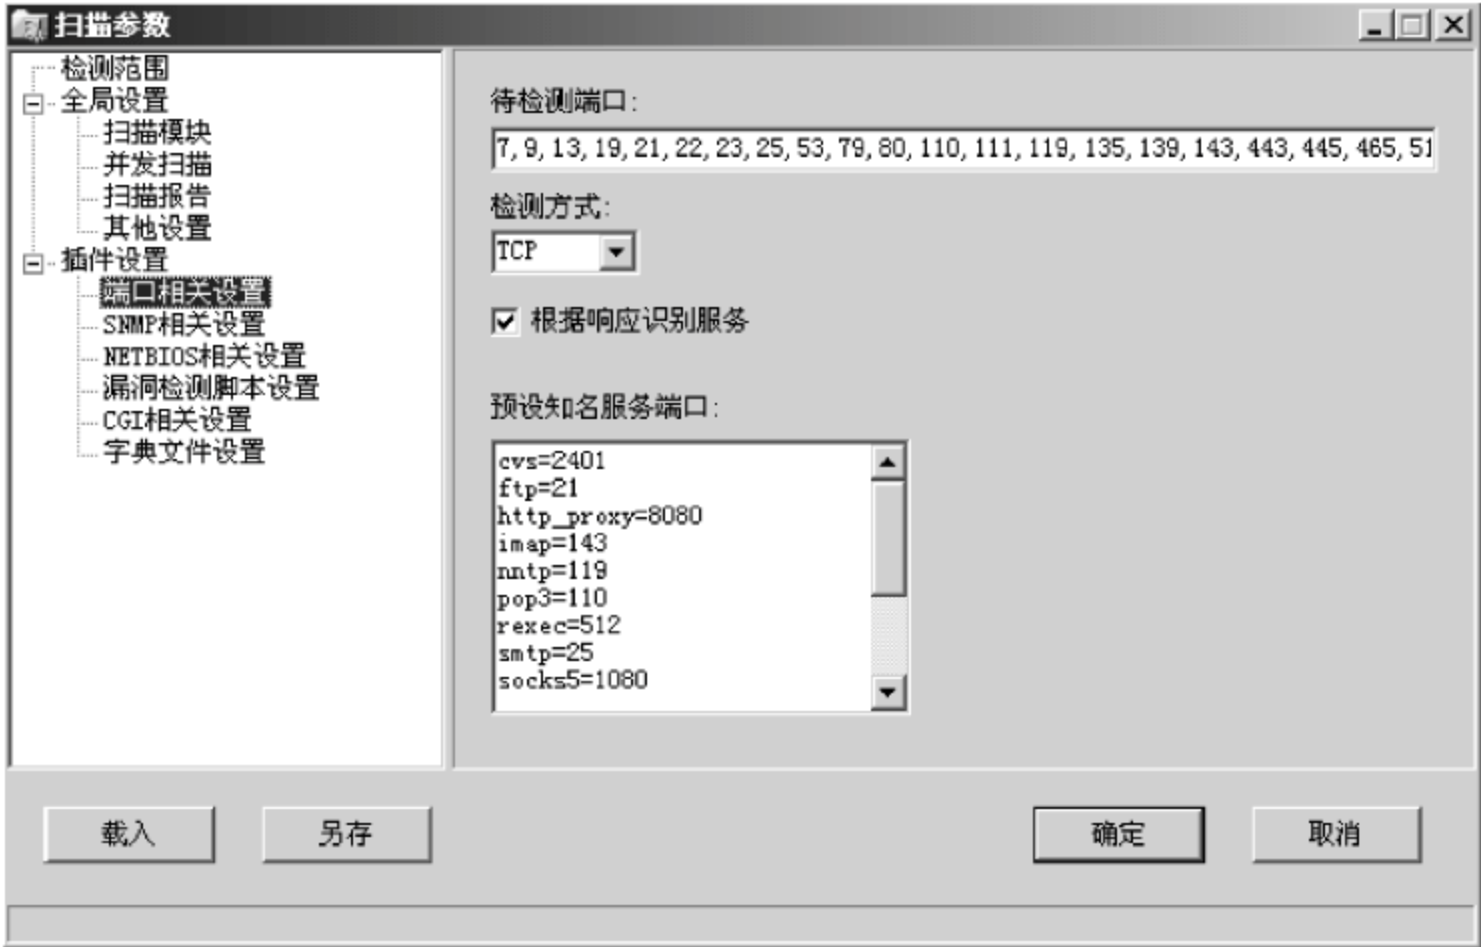 扫描参数
检测范围
全局设置
扫描模块
并发扫描
扫描报告
其他设置
插件设置
端口相关设置
SNMP相关设置
NETBIOS相关设置
漏洞检测脚本设置
CGI相关设置
字典文件设置
待检测端口:
7,9,13,19,21,22,23,25,53,79,80,110,111,119,135,139,143,443,445,465,51
检测方式:
TCP
根据响应识别服务
预设知名服务端口:
cvs=2401
ftp=21
http_proxy=8080
imap=143
nntp=119
pop3=110
rexec=512
smtp=25
socks5=1080
载入
另存
确定
取消